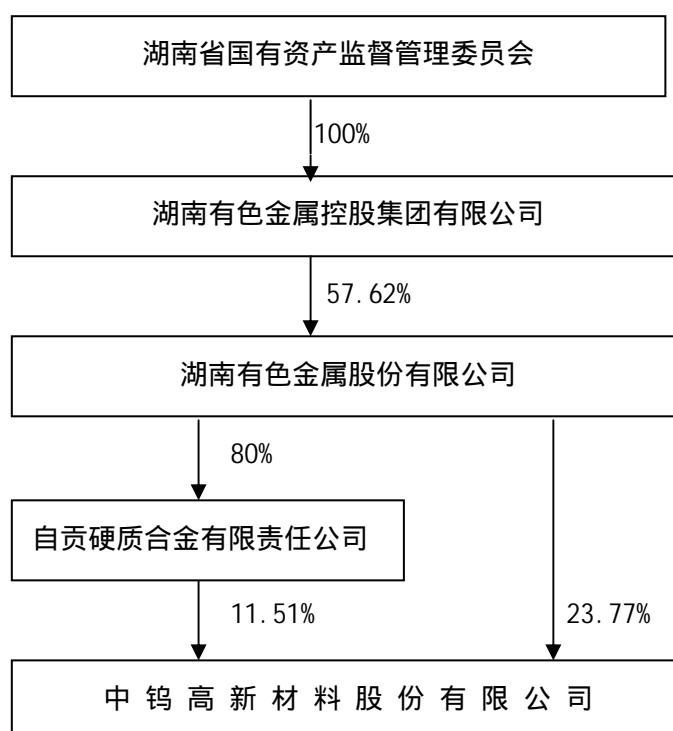 湖南省国有资产监督管理委员会
100%
湖南有色金属控股集团有限公司
57.62%
湖南有色金属股份有限公司
80%
自贡硬质合金有限责任公司
11.51%
23.77%
中钨高新材料股份有限公司